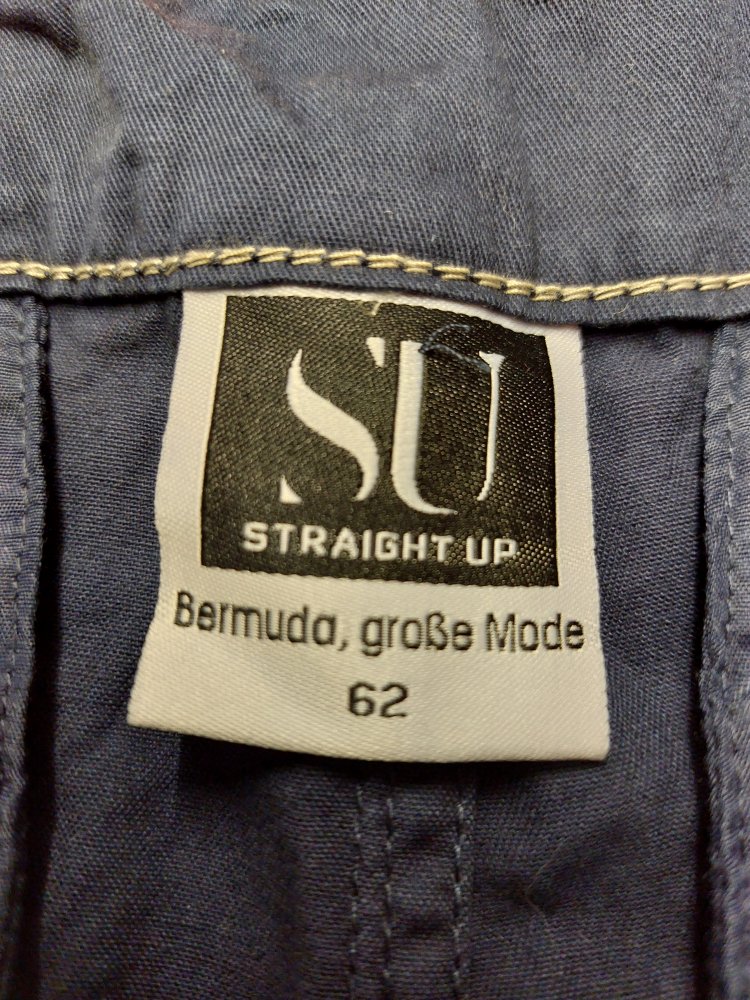 SU
STRAIGHT UP
Bermuda, große Mode
62